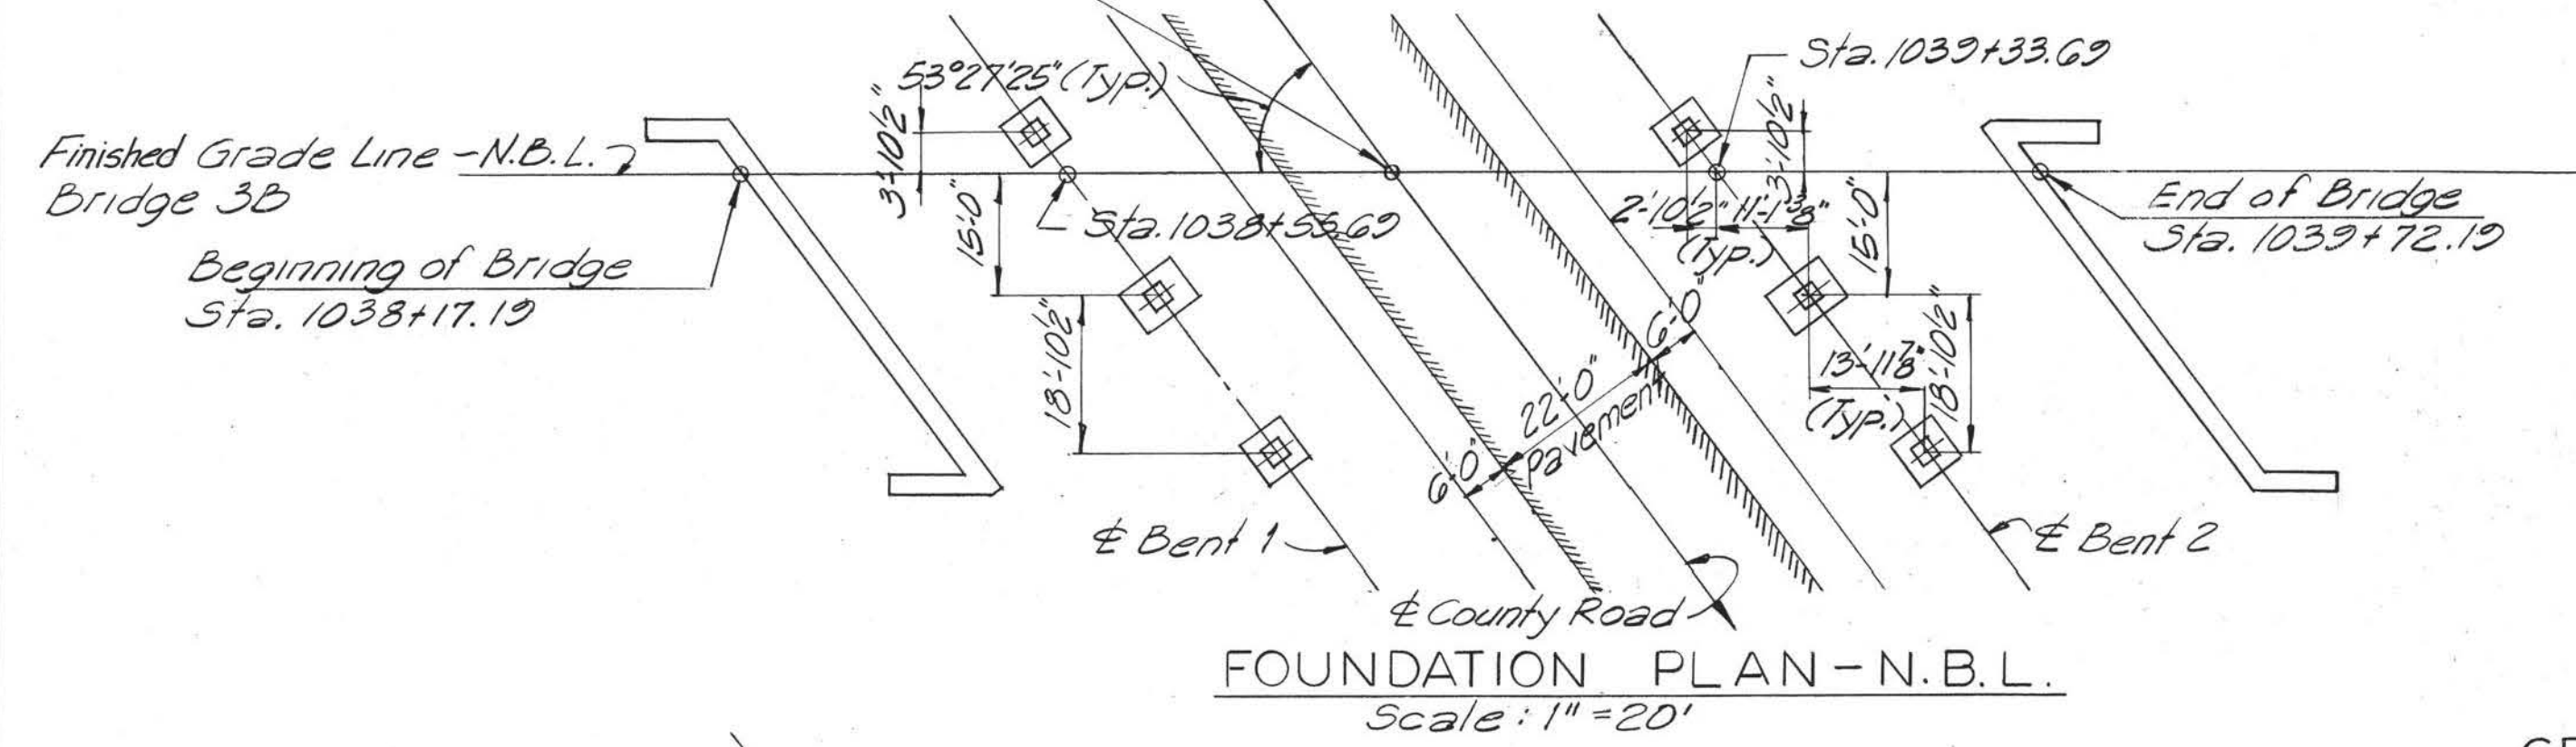 53°27'25" (Typ.)
Sta. 1039+33.69
3'-10½"
3'-10½"
Finished Grade Line - N.B.L.
Bridge 3B
15'-0"
Sta. 1038+55.69
2'-10½" 11'-1⅜"
(Typ.)
15'-0"
End of Bridge
Sta. 1039+72.19
Beginning of Bridge
Sta. 1038+17.19
18'-10½"
6'-0"
22'-0"
pavement
6'-0"
13'-11⅞"
(Typ.)
18'-10½"
℄ Bent 1
℄ Bent 2
℄ County Road
FOUNDATION PLAN - N.B.L.
Scale: 1" = 20'